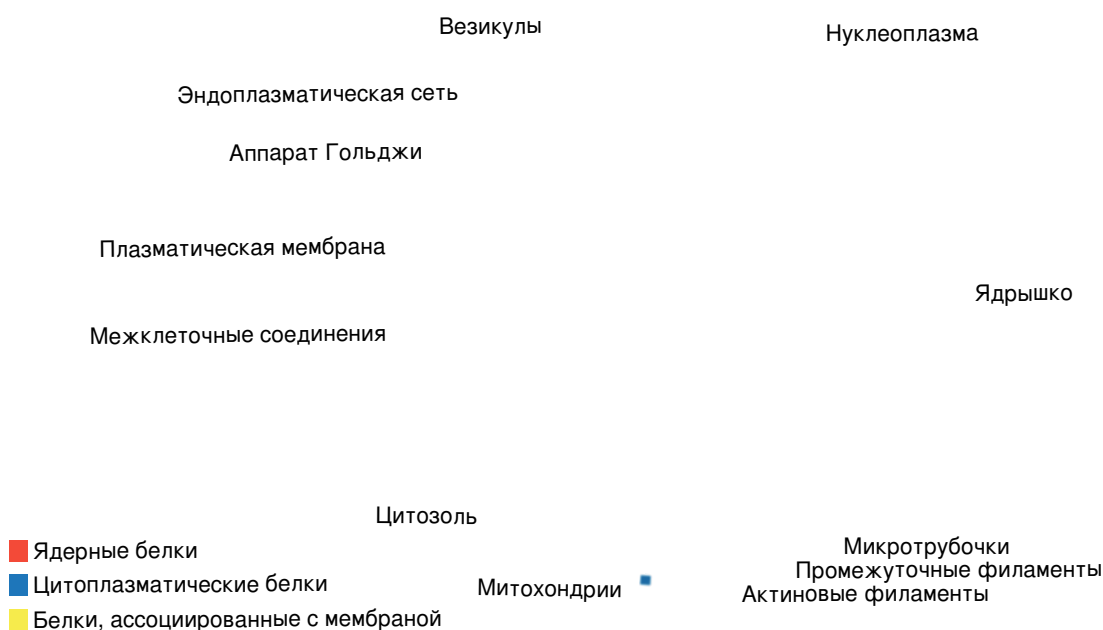 Везикулы
Нуклеоплазма
Эндоплазматическая сеть
Аппарат Гольджи
Плазматическая мембрана
Ядрышко
Межклеточные соединения
Цитозоль
Ядерные белки
Микротрубочки
Промежуточные филаменты
Цитоплазматические белки
Митохондрии
Актиновые филаменты
Белки, ассоциированные с мембраной